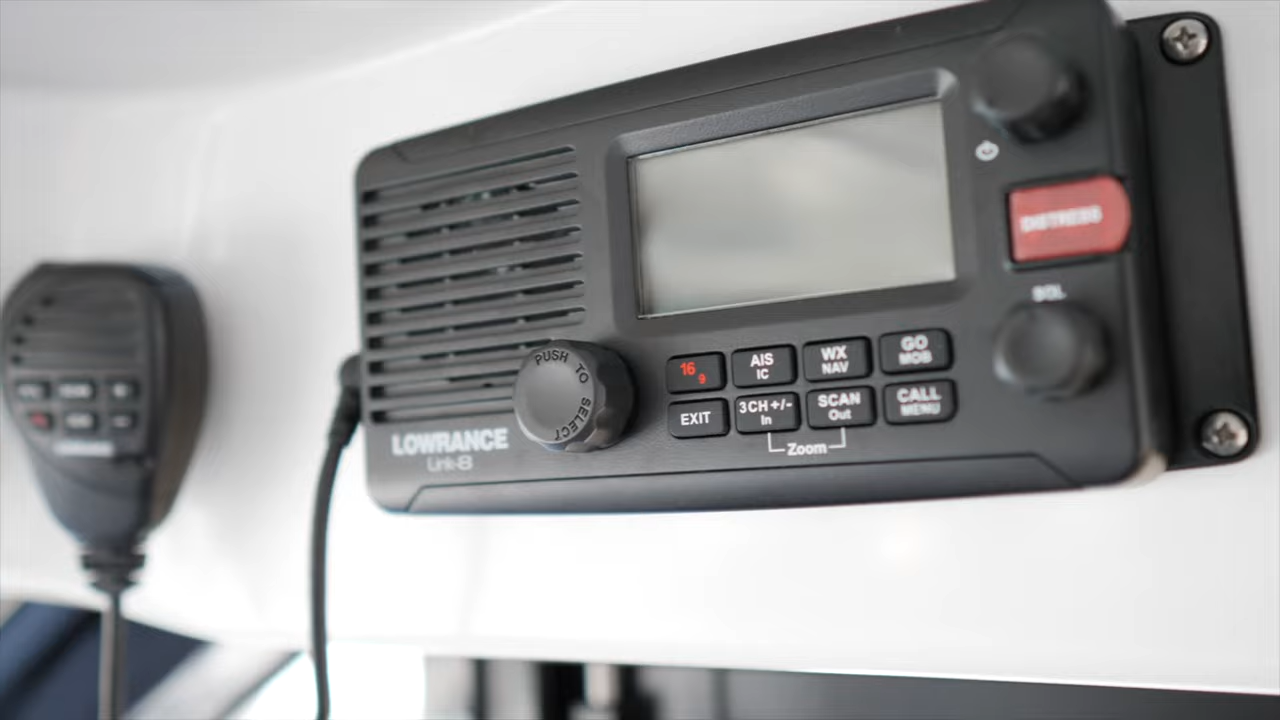 DISTRESS
SQL
PUSH TO SELECT
16 9
AIS
IC
WX
NAV
GO
MOB
EXIT
3CH +/-
In
SCAN
Out
CALL
MENU
Zoom
LOWRANCE
Link-8